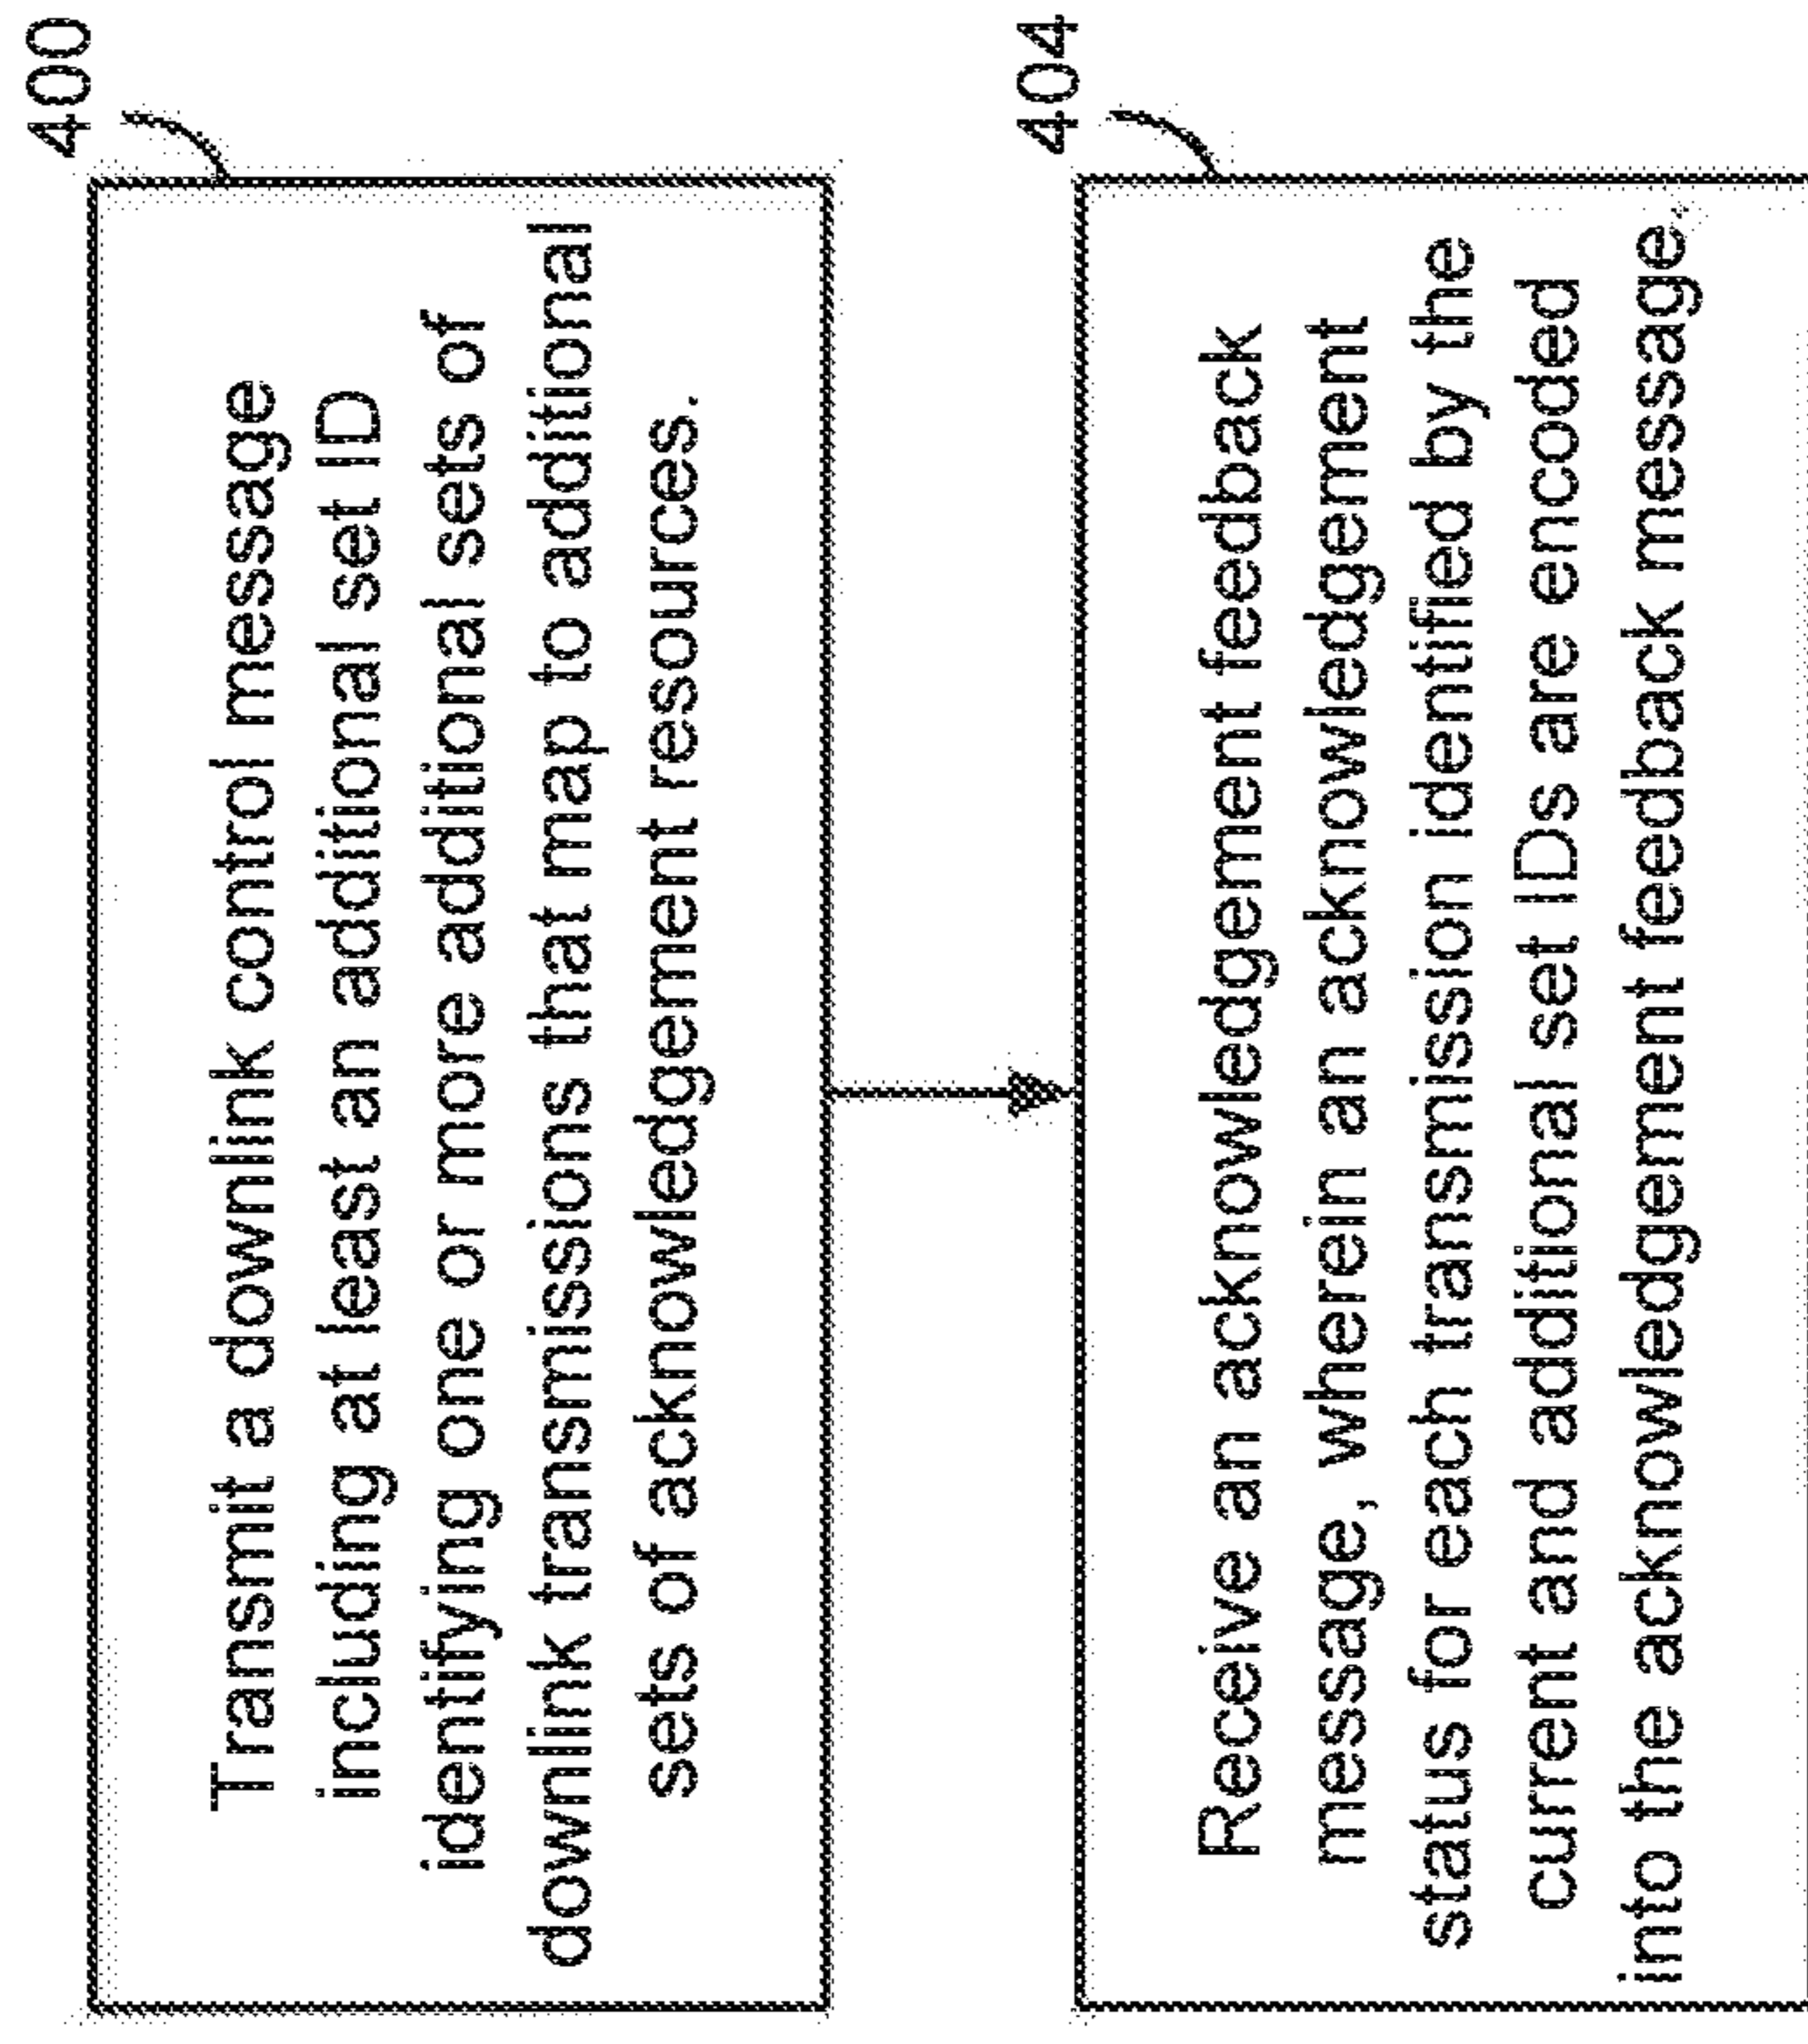 400
Transmit a downlink control message
including at least an additional set ID
identifying one or more additional sets of
downlink transmissions that map to additional
sets of acknowledgement resources.
404
Receive an acknowledgement feedback
message, wherein an acknowledgement
status for each transmission identified by the
current and additional set IDs are encoded
into the acknowledgement feedback message.